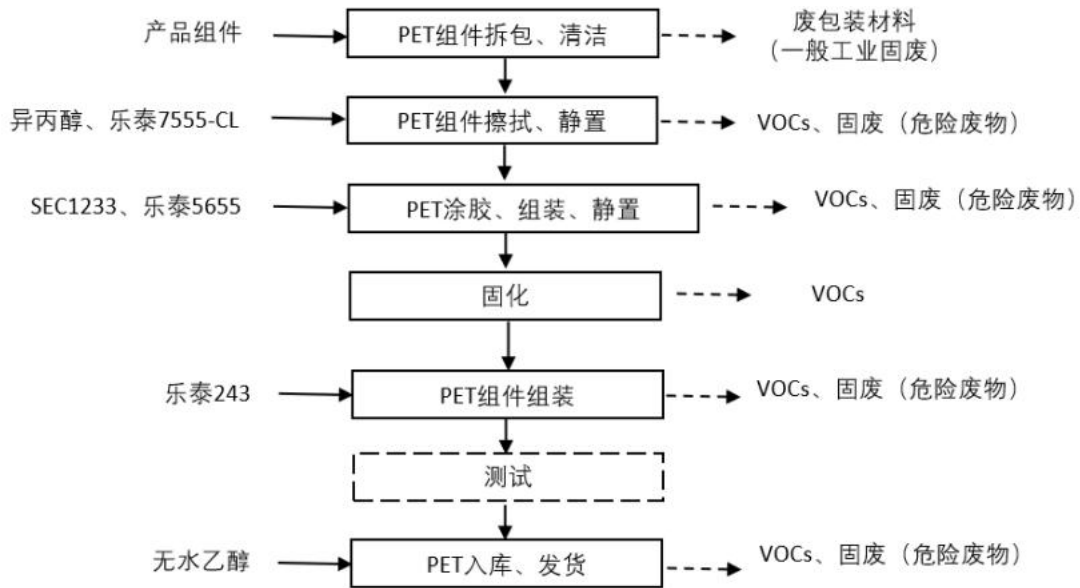 产品组件
PET组件拆包、清洁
废包装材料
（一般工业固废）
异丙醇、乐泰7555-CL
PET组件擦拭、静置
VOCs、固废（危险废物）
SEC1233、乐泰5655
PET涂胶、组装、静置
VOCs、固废（危险废物）
固化
VOCs
乐泰243
PET组件组装
VOCs、固废（危险废物）
测试
无水乙醇
PET入库、发货
VOCs、固废（危险废物）